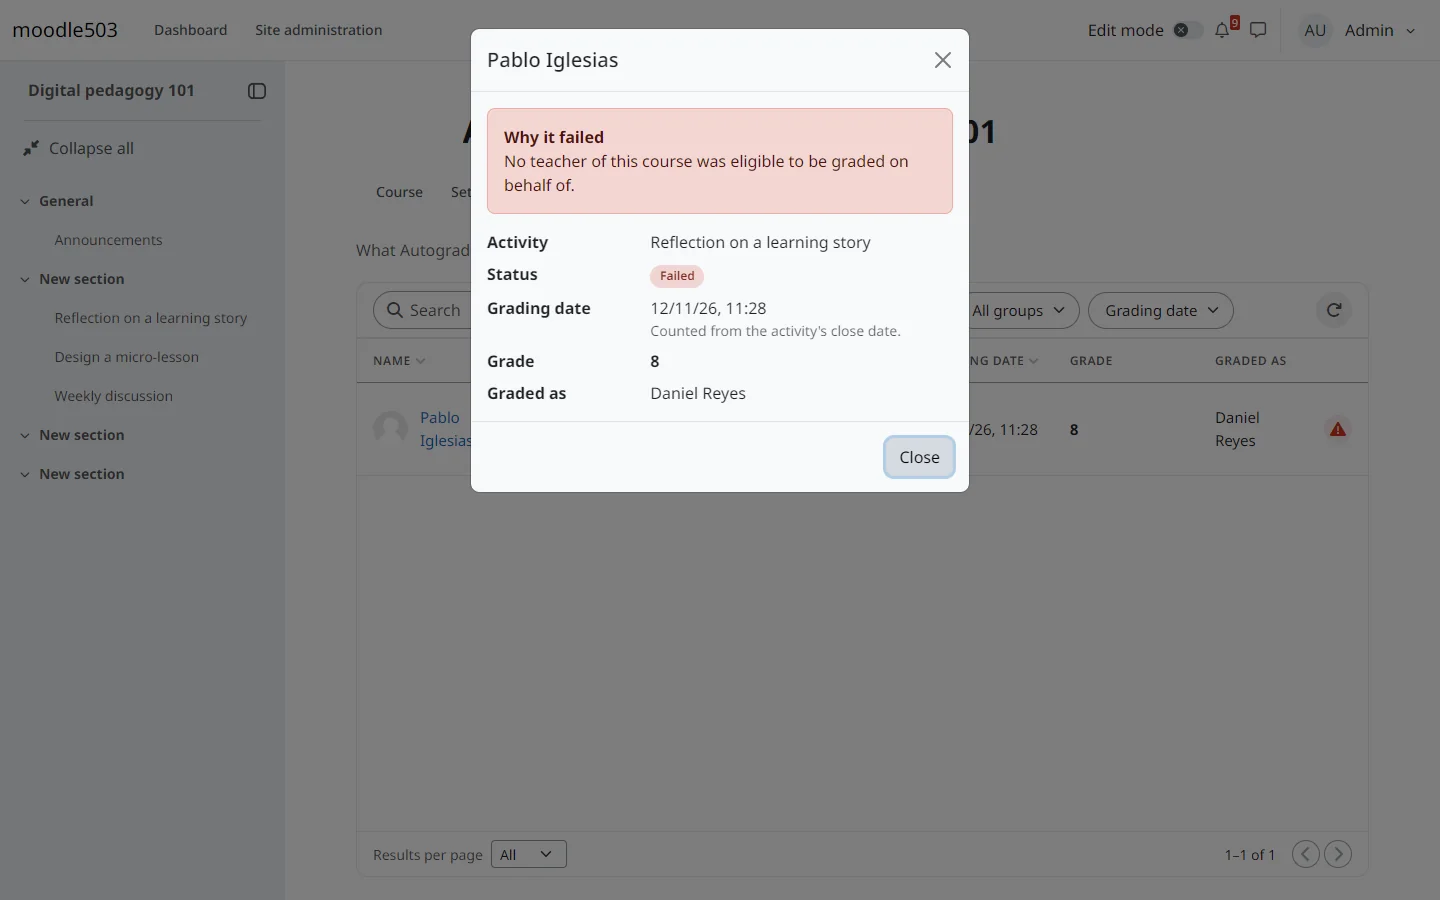 moodle503
Dashboard
Site administration
Edit mode
9
AU
Admin
Digital pedagogy 101
Collapse all
General
Announcements
New section
Reflection on a learning story
Design a micro-lesson
Weekly discussion
New section
New section
01
Course
What Autograd
Search
All groups
Grading date
NAME
NG DATE
GRADE
GRADED AS
Pablo
Iglesias
/26, 11:28
8
Daniel
Reyes
Results per page
All
1–1 of 1
Pablo Iglesias
Why it failed
No teacher of this course was eligible to be graded on
behalf of.
Activity
Reflection on a learning story
Status
Failed
Grading date
12/11/26, 11:28
Counted from the activity's close date.
Grade
8
Graded as
Daniel Reyes
Close